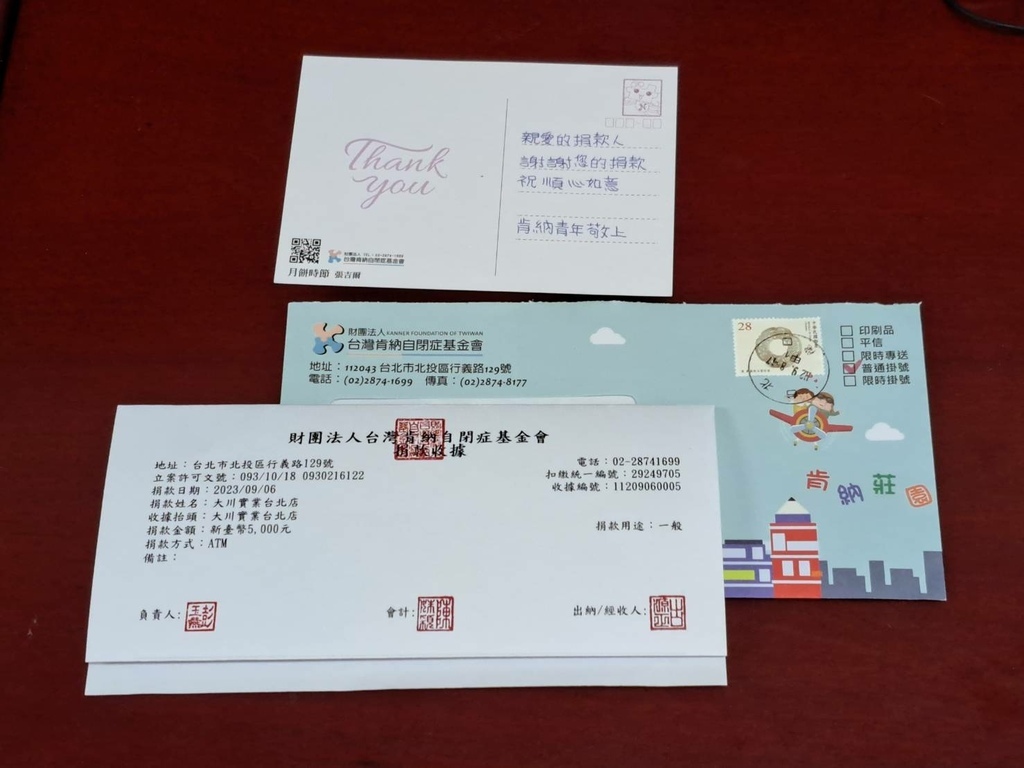 Thank
you
親愛的捐款人
謝謝您的捐款
祝順心如意
肯納青年敬上
財團法人 TEL:02-2874-1699
台灣肯納自閉症基金會
月餅時節 張吉爾
財團法人 KANNER FOUNDATION OF TWIWAN
台灣肯納自閉症基金會
地址:112043 台北市北投區行義路129號
電話:(02)2874-1699 傳真:(02)2874-8177
28
印刷品
平信
限時專送
普通掛號
限時掛號
肯納莊園
財團法人台灣肯納自閉症基金會
捐款收據
地址:台北市北投區行義路129號
立案許可文號:093/10/18 0930216122
捐款日期:2023/09/06
捐款姓名:大川實業台北店
收據抬頭:大川實業台北店
捐款金額:新臺幣5,000元
捐款方式:ATM
備註:
電話:02-28741699
扣繳統一編號:29249705
收據編號:11209060005
捐款用途:一般
負責人:
會計:
出納/經收人: